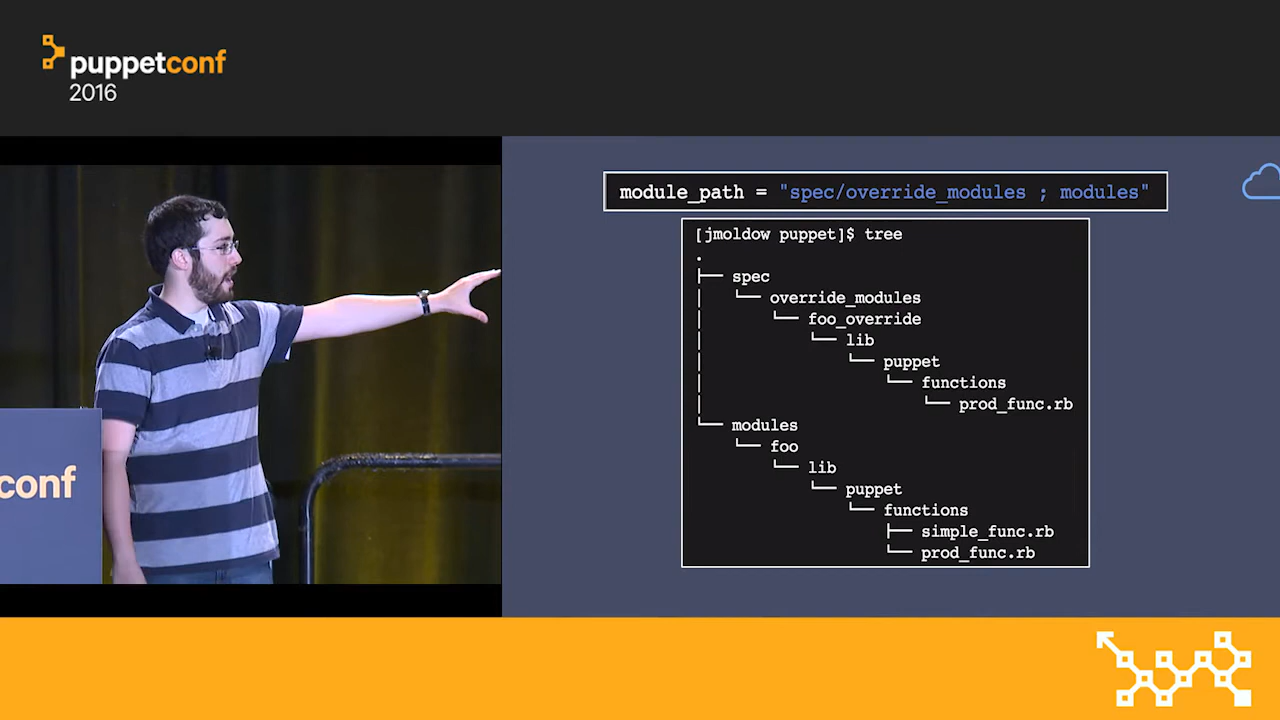 puppetconf
2016
conf
module_path = "spec/override_modules ; modules"
[jmoldow puppet]$ tree
.
├── spec
│   └── override_modules
│       └── foo_override
│           └── lib
│               └── puppet
│                   └── functions
│                       └── prod_func.rb
└── modules
    └── foo
        └── lib
            └── puppet
                └── functions
                    ├── simple_func.rb
                    └── prod_func.rb